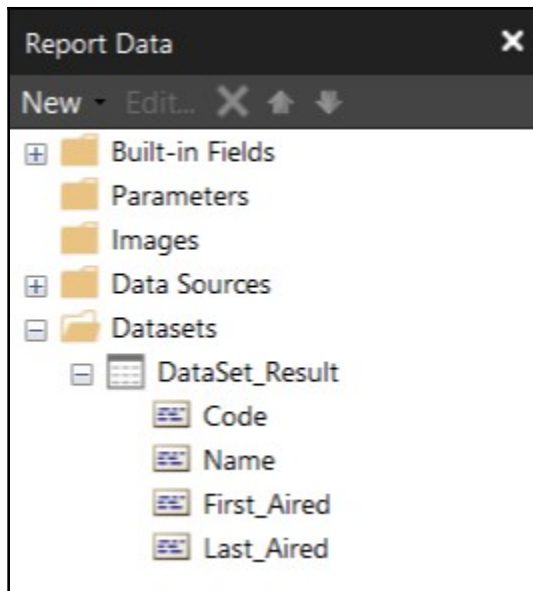 Report Data
New Edit...
Built-in Fields
Parameters
Images
Data Sources
Datasets
DataSet_Result
Code
Name
First_Aired
Last_Aired